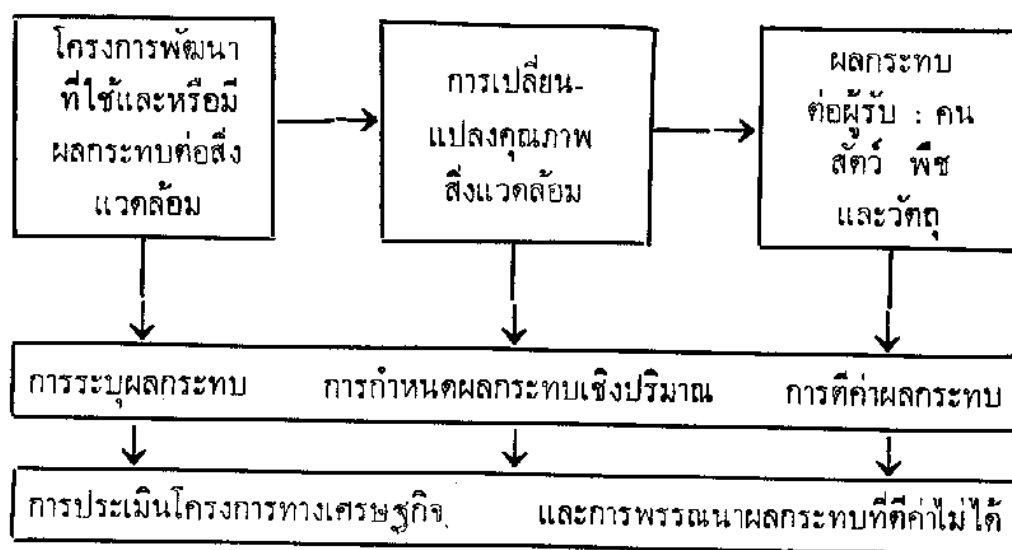 โครงการพัฒนา
ที่ใช้และหรือมี
ผลกระทบต่อสิ่ง
แวดล้อม
การเปลี่ยน-
แปลงคุณภาพ
สิ่งแวดล้อม
ผลกระทบ
ต่อผู้รับ : คน
สัตว์ พืช
และวัตถุ
การระบุผลกระทบ การกำหนดผลกระทบเชิงปริมาณ การตีค่าผลกระทบ
การประเมินโครงการทางเศรษฐกิจ และการพรรณนาผลกระทบที่ตีค่าไม่ได้